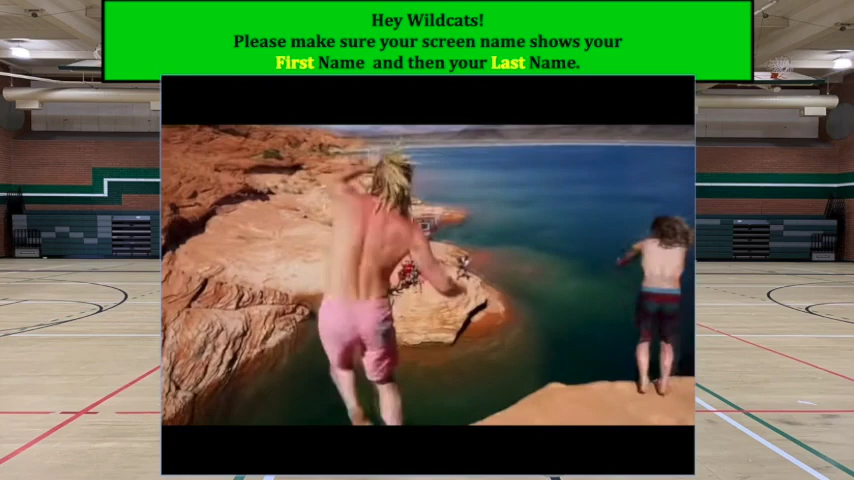 Hey Wildcats!
Please make sure your screen name shows your
First Name and then your Last Name.